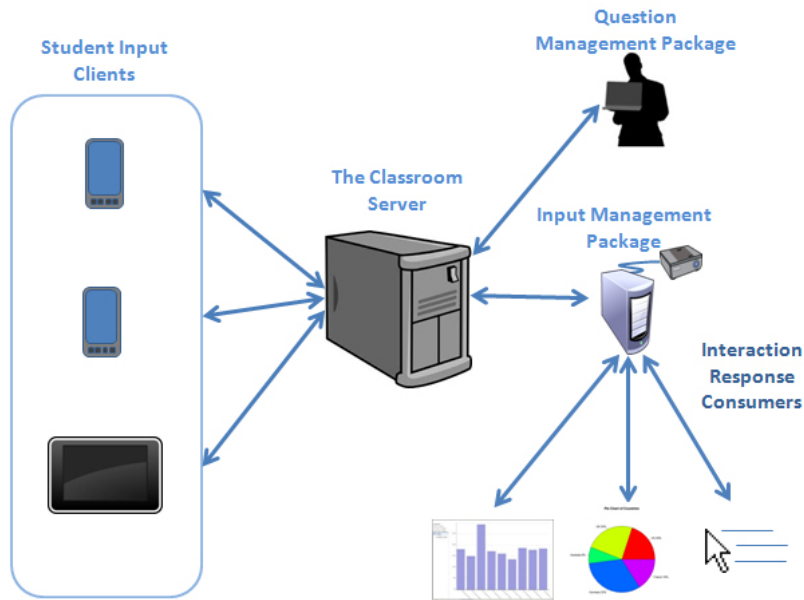 Student Input
Clients
Question
Management Package
The Classroom
Server
Input Management
Package
Interaction
Response
Consumers